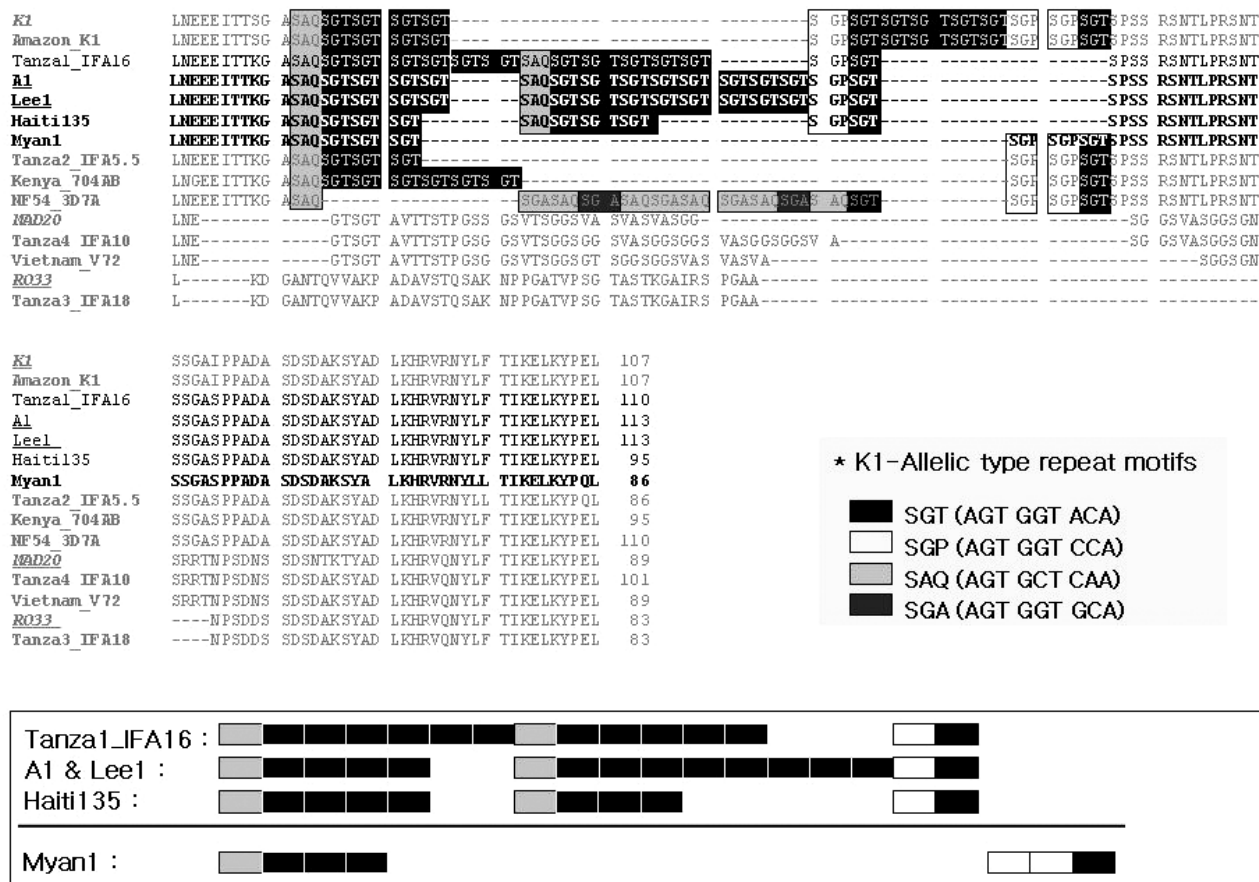 K1 LNEEEITTSG ASAQSGTSGT SGTSGT---- ---------- ---------- ---------S GPSGTSGTSG TSGTSGTSGP SGPSGTSPSS RSNTLPRSNT
Amazon_K1 LNEEEITTSG ASAQSGTSGT SGTSGT---- ---------- ---------- ---------S GPSGTSGTSG TSGTSGTSGP SGPSGTSPSS RSNTLPRSNT
Tanza1_IFA16 LNEEEITTKG ASAQSGTSGT SGTSGTSGTS GTSAQSGTSG TSGTSGTSGT ---------S GPSGT----- ---------- ------SPSS RSNTLPRSNT
A1 LNEEEITTKG ASAQSGTSGT SGTSGT---- --SAQSGTSG TSGTSGTSGT SGTSGTSGTS GPSGT----- ---------- ------SPSS RSNTLPRSNT
Lee1 LNEEEITTKG ASAQSGTSGT SGTSGT---- --SAQSGTSG TSGTSGTSGT SGTSGTSGTS GPSGT----- ---------- ------SPSS RSNTLPRSNT
Haiti135 LNEEEITTKG ASAQSGTSGT SGT------- --SAQSGTSG TSGT------ ---------S GPSGT----- ---------- ------SPSS RSNTLPRSNT
Myan1 LNEEEITTKG ASAQSGTSGT SGT------- ---------- ---------- ---------- ---------- -------SGP SGPSGTSPSS RSNTLPRSNT
Tanza2_IFA5.5 LNGEEITTKG ASAQSGTSGT SGT------- ---------- ---------- ---------- ---------- -------SGP SGPSGTSPSS RSNTLPRSNT
Kenya_704AB LNGEEITTKG ASAQSGTSGT SGTSGTSGTS GT-------- ---------- ---------- ---------- -------SGP SGPSGTSPSS RSNTLPRSNT
NF54_3D7A LNEEEITTKG ASAQ------ ---------- --SGASAQSG ASAQSGASAQ SGASAQSGAS AQSGT----- -------SGP SGPSGTSPSS RSNTLPRSNT
MAD20 LNE------- -----GTSGT AVTTSTPGSS GSVTSGGSVA SVASVASGG- ---------- ---------- ---------- --------SG GSVASGGSGN
Tanza4_IFA10 LNE------- -----GTSGT AVTTSTPGSG GSVTSGGSGG SVASGGSGGS VASGGSGGSV A--------- ---------- --------SG GSVASGGSGN
Vietnam_V72 LNE------- -----GTSGT AVTTSTPGSG GSVTSGGSGT SGGSGGSVAS VASVA----- ---------- ---------- ---------- ----SGGSGN
RO33 L-------KD GANTQVVAKP ADAVSTQSAK NPPGATVPSG TASTKGAIRS PGAA------ ---------- ---------- ---------- ----------
Tanza3_IFA18 L-------KD GANTQVVAKP ADAVSTQSAK NPPGATVPSG TASTKGAIRS PGAA------ ---------- ---------- ---------- ----------
K1 SSGAIPPADA SDSDAKSYAD LKHRVRNYLF TIKELKYPEL 107
Amazon_K1 SSGAIPPADA SDSDAKSYAD LKHRVRNYLF TIKELKYPEL 107
Tanza1_IFA16 SSGASPPADA SDSDAKSYAD LKHRVRNYLF TIKELKYPEL 110
A1 SSGASPPADA SDSDAKSYAD LKHRVRNYLF TIKELKYPEL 113
Lee1 SSGASPPADA SDSDAKSYAD LKHRVRNYLF TIKELKYPEL 113
Haiti135 SSGASPPADA SDSDAKSYAD LKHRVRNYLF TIKELKYPEL 95
Myan1 SSGASPPADA SDSDAKSYA LKHRVRNYLL TIKELKYPQL 86
Tanza2_IFA5.5 SSGASPPADA SDSDAKSYAD LKHRVRNYLL TIKELKYPQL 86
Kenya_704AB SSGASPPADA SDSDAKSYAD LKHRVRNYLF TIKELKYPEL 95
NF54_3D7A SSGASPPADA SDSDAKSYAD LKHRVRNYLF TIKELKYPEL 110
MAD20 SRRTNPSDNS SDSNTKTYAD LKHRVQNYLF TIKELKYPEL 89
Tanza4_IFA10 SRRTNPSDNS SDSDAKSYAD LKHRVQNYLF TIKELKYPEL 101
Vietnam_V72 SRRTNPSDNS SDSDAKSYAD LKHRVQNYLF TIKELKYPEL 89
RO33 ----NPSDDS SDSDAKSYAD LKHRVQNYLF TIKELKYPEL 83
Tanza3_IFA18 ----NPSDDS SDSDAKSYAD LKHRVQNYLF TIKELKYPEL 83
* K1-Allelic type repeat motifs
SGT (AGT GGT ACA)
SGP (AGT GGT CCA)
SAQ (AGT GCT CAA)
SGA (AGT GGT GCA)
Tanza1_IFA16 :
A1 & Lee1 :
Haiti135 :
Myan1 :